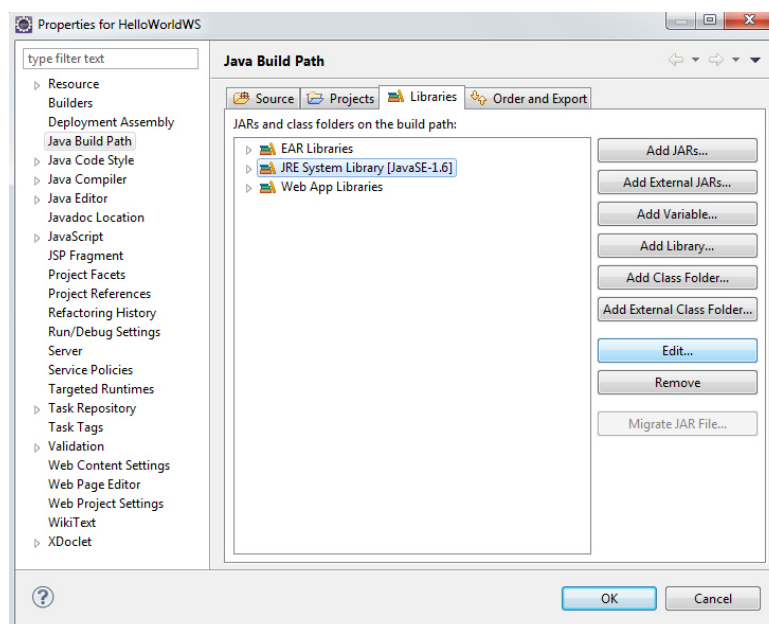 Properties for HelloWorldWS
type filter text
Resource
Builders
Deployment Assembly
Java Build Path
Java Code Style
Java Compiler
Java Editor
Javadoc Location
JavaScript
JSP Fragment
Project Facets
Project References
Refactoring History
Run/Debug Settings
Server
Service Policies
Targeted Runtimes
Task Repository
Task Tags
Validation
Web Content Settings
Web Page Editor
Web Project Settings
WikiText
XDoclet
Java Build Path
Source Projects Libraries Order and Export
JARs and class folders on the build path:
EAR Libraries
JRE System Library [JavaSE-1.6]
Web App Libraries
Add JARs...
Add External JARs...
Add Variable...
Add Library...
Add Class Folder...
Add External Class Folder...
Edit...
Remove
Migrate JAR File...
?
OK Cancel